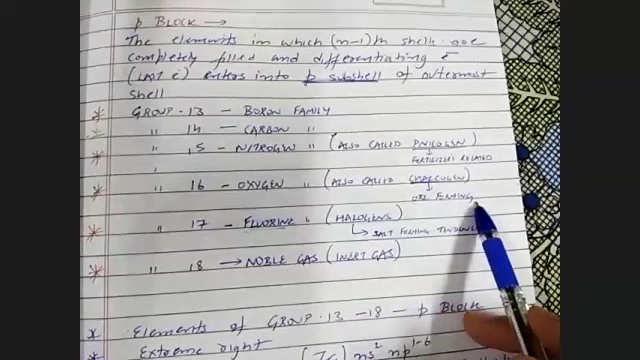 p BLOCK →
The elements in which (n-1)th shell are
completely filled and differentiating e
(LAST e) enters into p subshell of outermost
shell
* GROUP-13 - BORON FAMILY
* " 14 - CARBON "
* " 15 - NITROGEN " (ALSO CALLED PNICOGEN)
↓ FERTILIZERS RELATED
* " 16 - OXYGEN " (ALSO CALLED CHALCOGEN)
↓ ORE FORMING
* " 17 - FLUORINE " (HALOGENS)
↳ SALT FORMING TENDENC
* " 18 → NOBLE GAS (INERT GAS)
* Elements of GROUP-13-18 - p BLOCK
Extreme right
ns² np¹⁻⁶